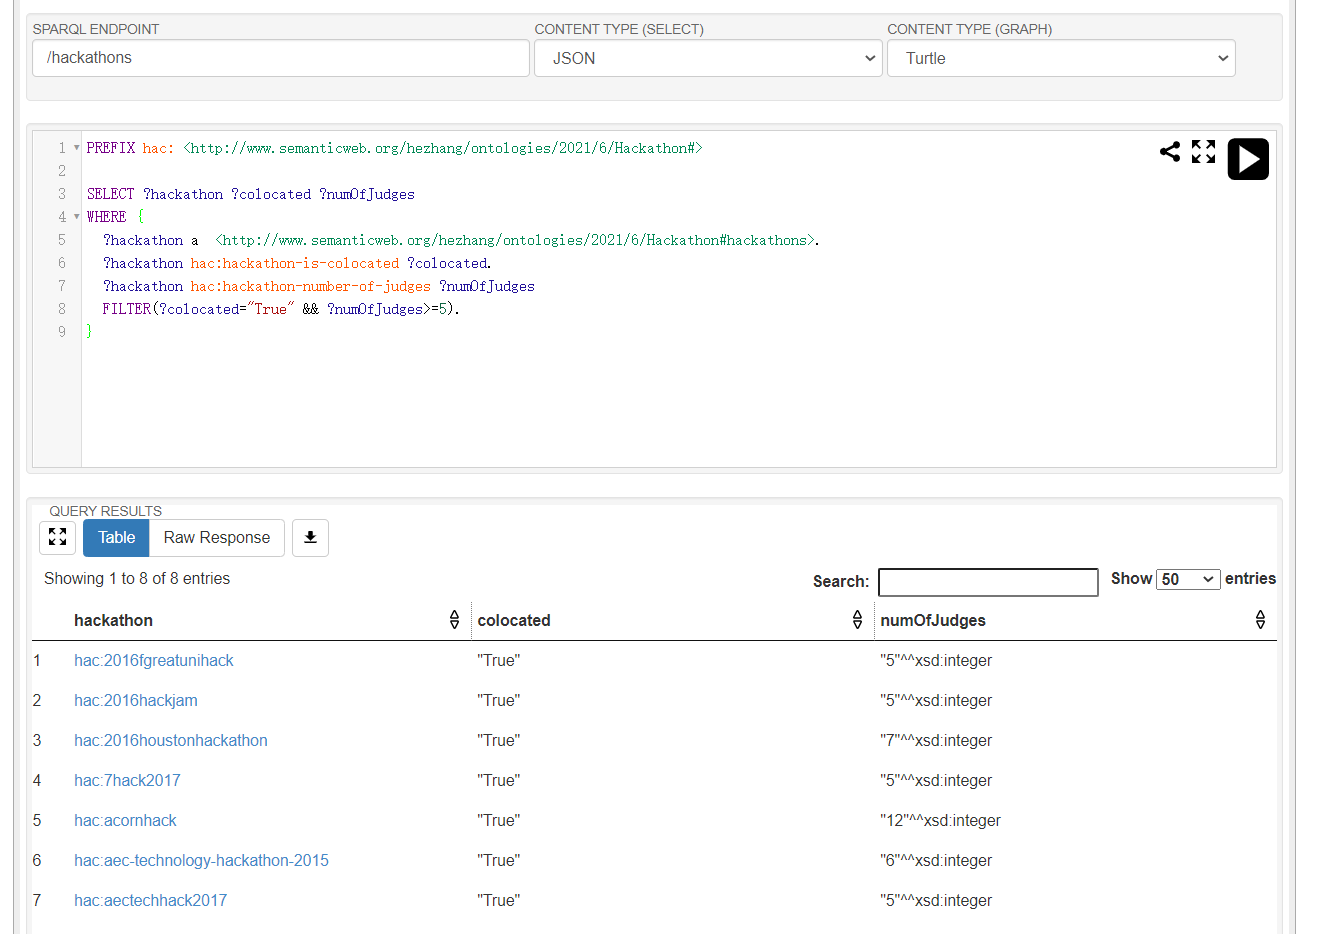 SPARQL ENDPOINT CONTENT TYPE (SELECT) CONTENT TYPE (GRAPH)
/hackathons JSON Turtle
1 PREFIX hac: <http://www.semanticweb.org/hezhang/ontologies/2021/6/Hackathon#>
2
3 SELECT ?hackathon ?colocated ?numOfJudges
4 WHERE {
5 ?hackathon a <http://www.semanticweb.org/hezhang/ontologies/2021/6/Hackathon#hackathons>.
6 ?hackathon hac:hackathon-is-colocated ?colocated.
7 ?hackathon hac:hackathon-number-of-judges ?numOfJudges
8 FILTER(?colocated="True" && ?numOfJudges>=5).
9 }
QUERY RESULTS
Table Raw Response
Showing 1 to 8 of 8 entries Search: Show 50 entries
hackathon colocated numOfJudges
1 hac:2016fgreatunihack "True" "5"^^xsd:integer
2 hac:2016hackjam "True" "5"^^xsd:integer
3 hac:2016houstonhackathon "True" "7"^^xsd:integer
4 hac:7hack2017 "True" "5"^^xsd:integer
5 hac:acornhack "True" "12"^^xsd:integer
6 hac:aec-technology-hackathon-2015 "True" "6"^^xsd:integer
7 hac:aectechhack2017 "True" "5"^^xsd:integer